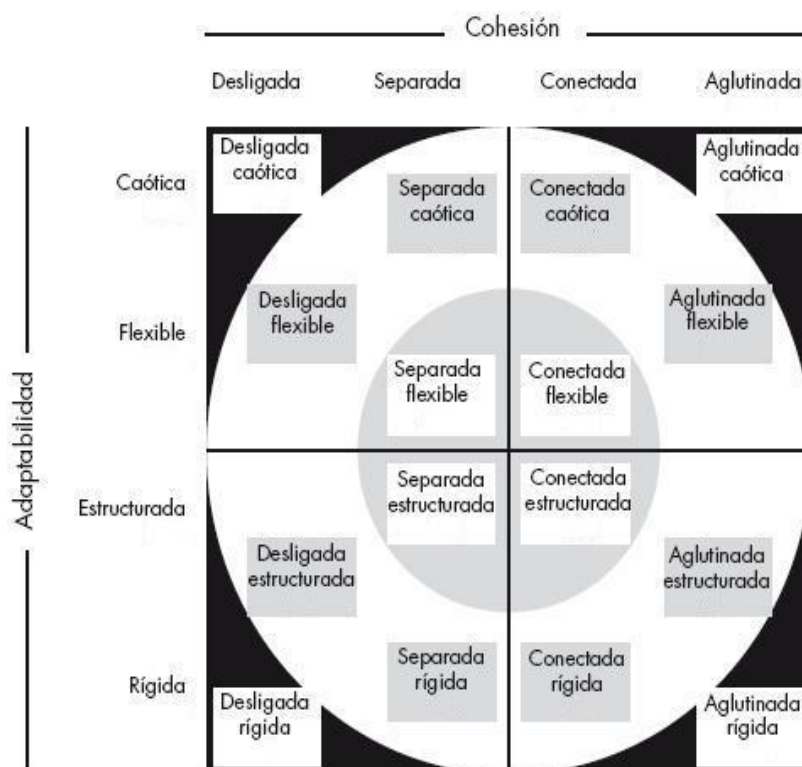 Cohesión
Desligada Separada Conectada Aglutinada
Adaptabilidad
Caótica
Desligada
caótica
Separada
caótica
Conectada
caótica
Aglutinada
caótica
Flexible
Desligada
flexible
Separada
flexible
Conectada
flexible
Aglutinada
flexible
Estructurada
Separada
estructurada
Conectada
estructurada
Desligada
estructurada
Aglutinada
estructurada
Rígida
Desligada
rígida
Separada
rígida
Conectada
rígida
Aglutinada
rígida